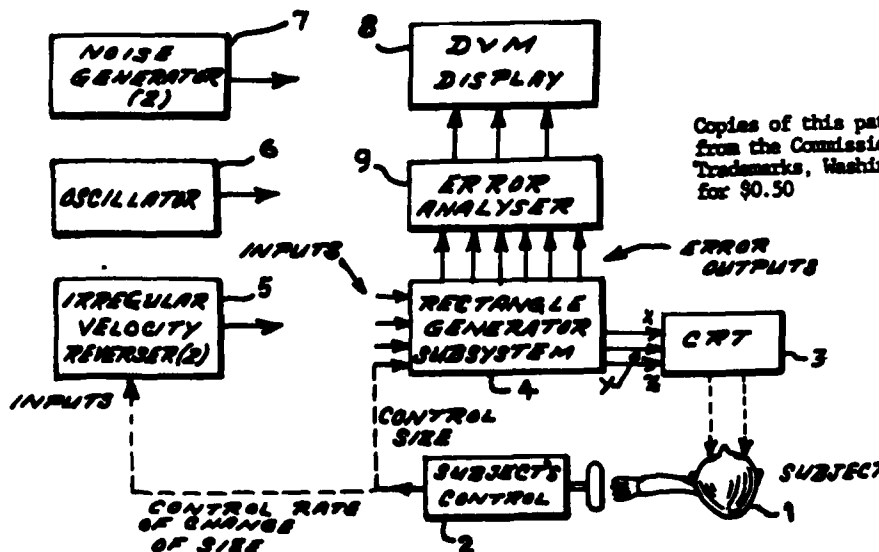 7
NOISE
GENERATOR
(2)
8
DVM
DISPLAY
Copies of this pat
from the Commissi
Trademarks, Washi
for $0.50
6
OSCILLATOR
9
ERROR
ANALYSER
INPUTS
ERROR
OUTPUTS
5
IRREGULAR
VELOCITY
REVERSER(2)
RECTANGLE
GENERATOR
SUBSYSTEM
4
X
Y
Z
CRT
3
INPUTS
CONTROL
SIZE
SUBJECT'S
CONTROL
2
SUBJECT
1
CONTROL RATE
OF CHANGE
OF SIZE